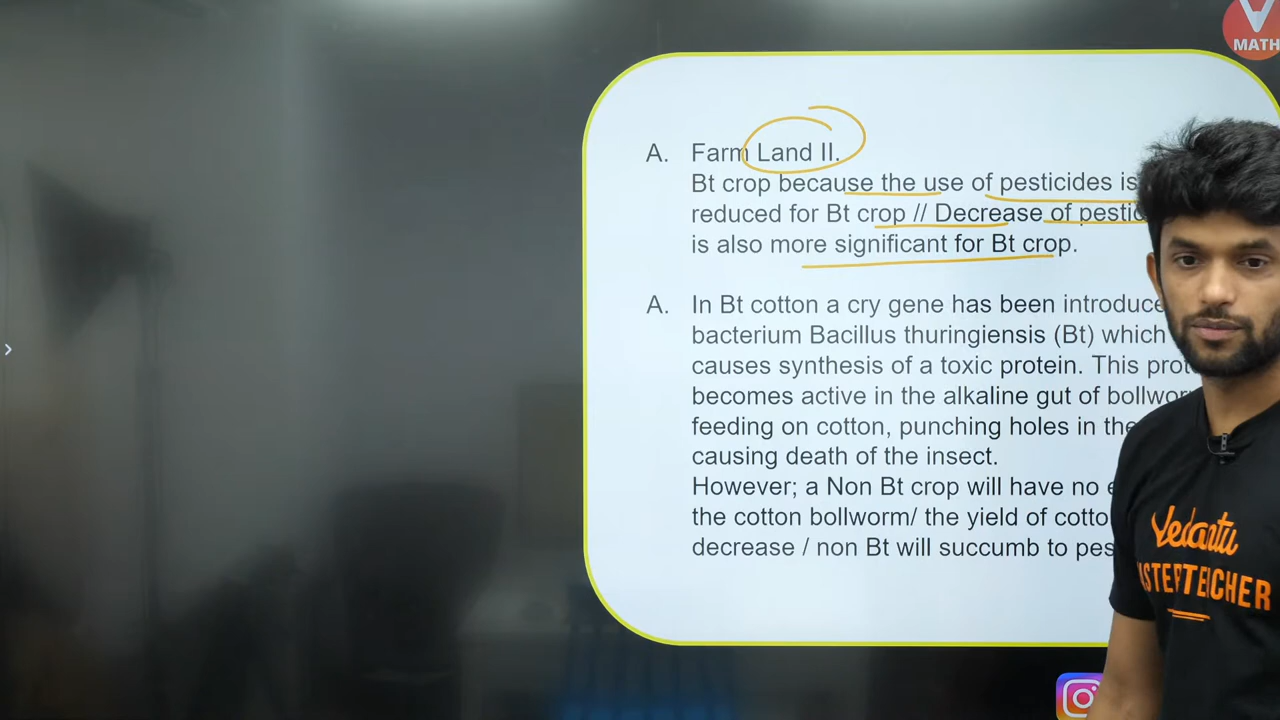 MATH
A. Farm Land II.
Bt crop because the use of pesticides is
reduced for Bt crop // Decrease of pestic
is also more significant for Bt crop.
A. In Bt cotton a cry gene has been introduce
bacterium Bacillus thuringiensis (Bt) which
causes synthesis of a toxic protein. This prot
becomes active in the alkaline gut of bollwor
feeding on cotton, punching holes in the
causing death of the insect.
However; a Non Bt crop will have no
the cotton bollworm/ the yield of cotto
decrease / non Bt will succumb to pes
Vedantu